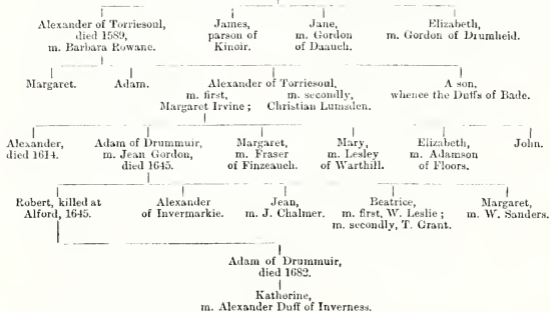 Alexander of Torriesoul, James, Jane, Elizabeth,
died 1589, parson of m. Gordon m. Gordon of Drumheid.
m. Barbara Rowane. Kinoir. of Daauch.
Margaret. Adam. Alexander of Torriesoul, A son,
m. first, m. secondly, whence the Duffs of Bade.
Margaret Irvine ; Christian Lumsden.
Alexander, Adam of Drummuir, Margaret, Mary, Elizabeth, John.
died 1614. m. Jean Gordon, m. Fraser m. Lesley m. Adamson
died 1645. of Finzeauch. of Warthill. of Floors.
Robert, killed at Alexander Jean, Beatrice, Margaret,
Alford, 1645. of Invermarkie. m. J. Chalmer. m. first, W. Leslie ; m. W. Sanders.
m. secondly, T. Grant.
Adam of Drummuir,
died 1682.
Katherine,
m. Alexander Duff of Inverness.